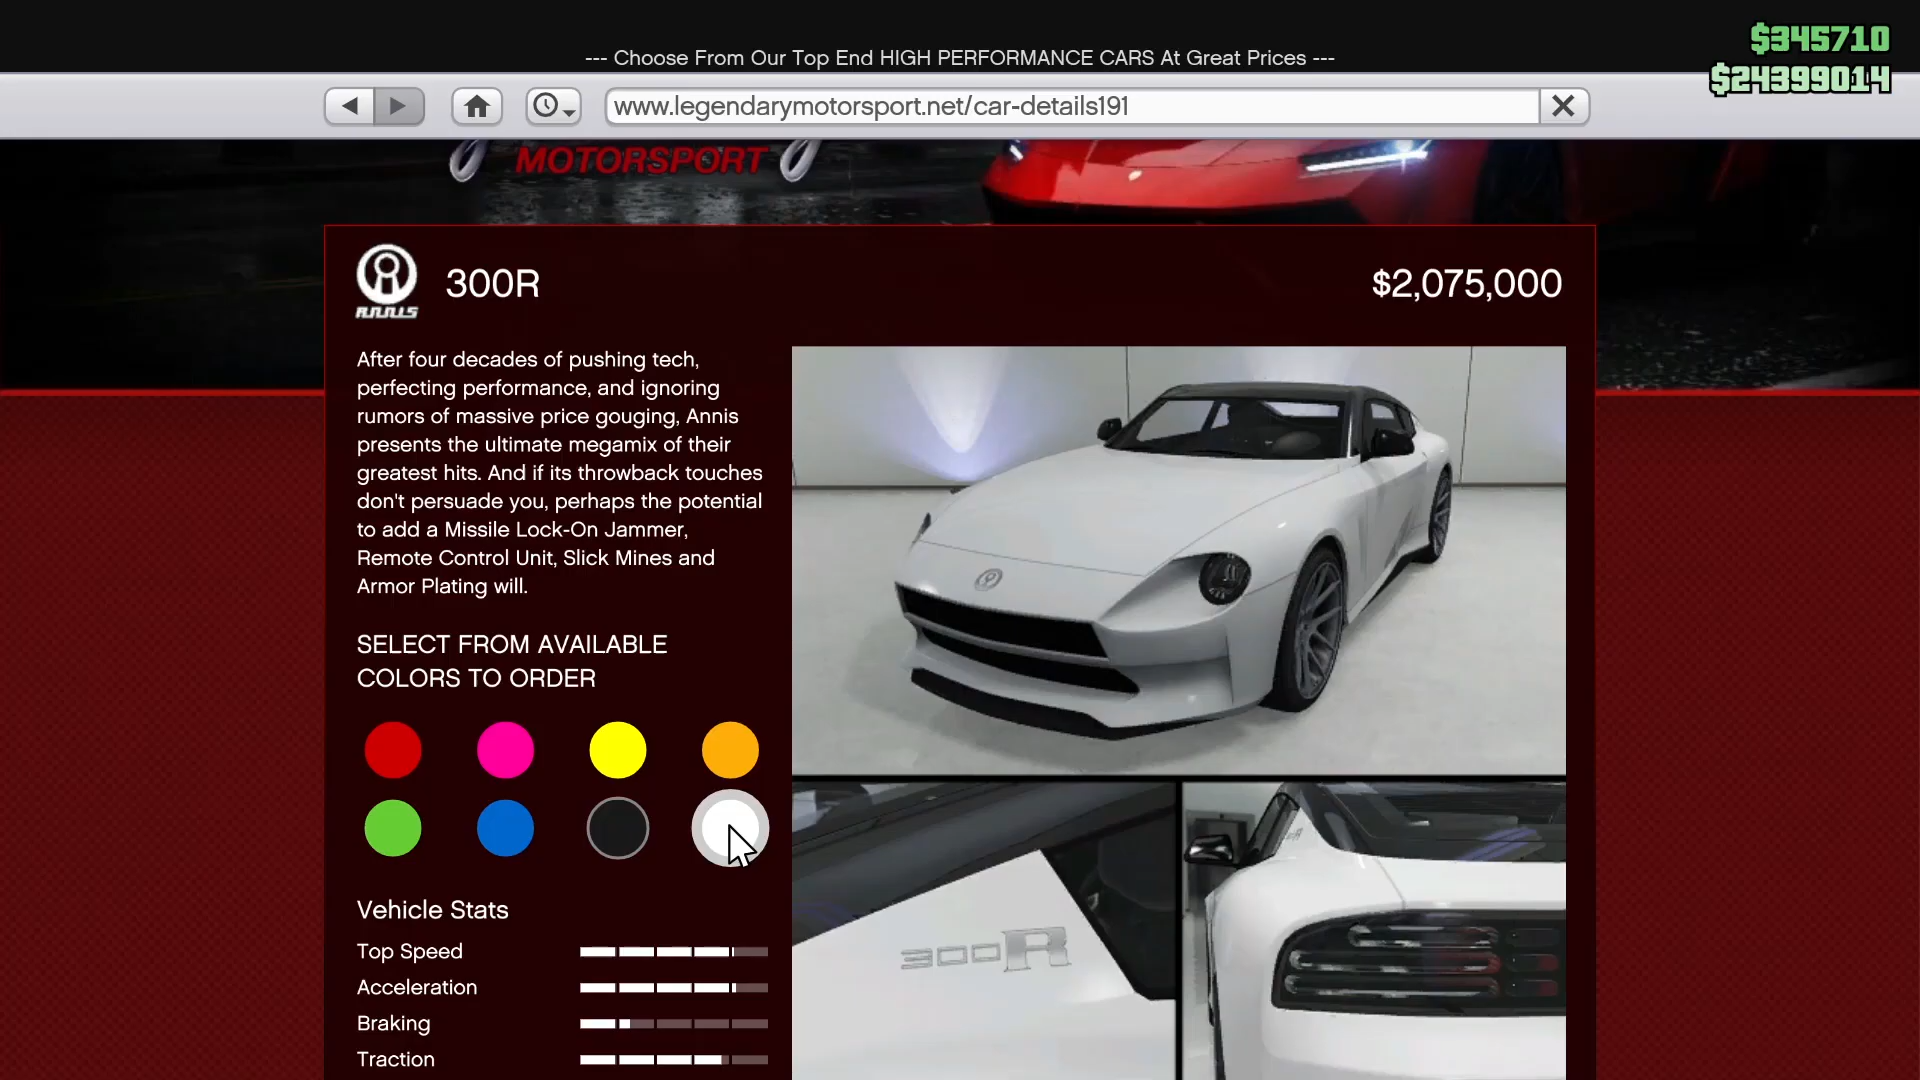 $345710
--- Choose From Our Top End HIGH PERFORMANCE CARS At Great Prices ---
$24399014
www.legendarymotorsport.net/car-details191
MOTORSPORT
ANNIS
300R
$2,075,000
After four decades of pushing tech,
perfecting performance, and ignoring
rumors of massive price gouging, Annis
presents the ultimate megamix of their
greatest hits. And if its throwback touches
don't persuade you, perhaps the potential
to add a Missile Lock-On Jammer,
Remote Control Unit, Slick Mines and
Armor Plating will.
SELECT FROM AVAILABLE
COLORS TO ORDER
Vehicle Stats
Top Speed
Acceleration
Braking
Traction
300R